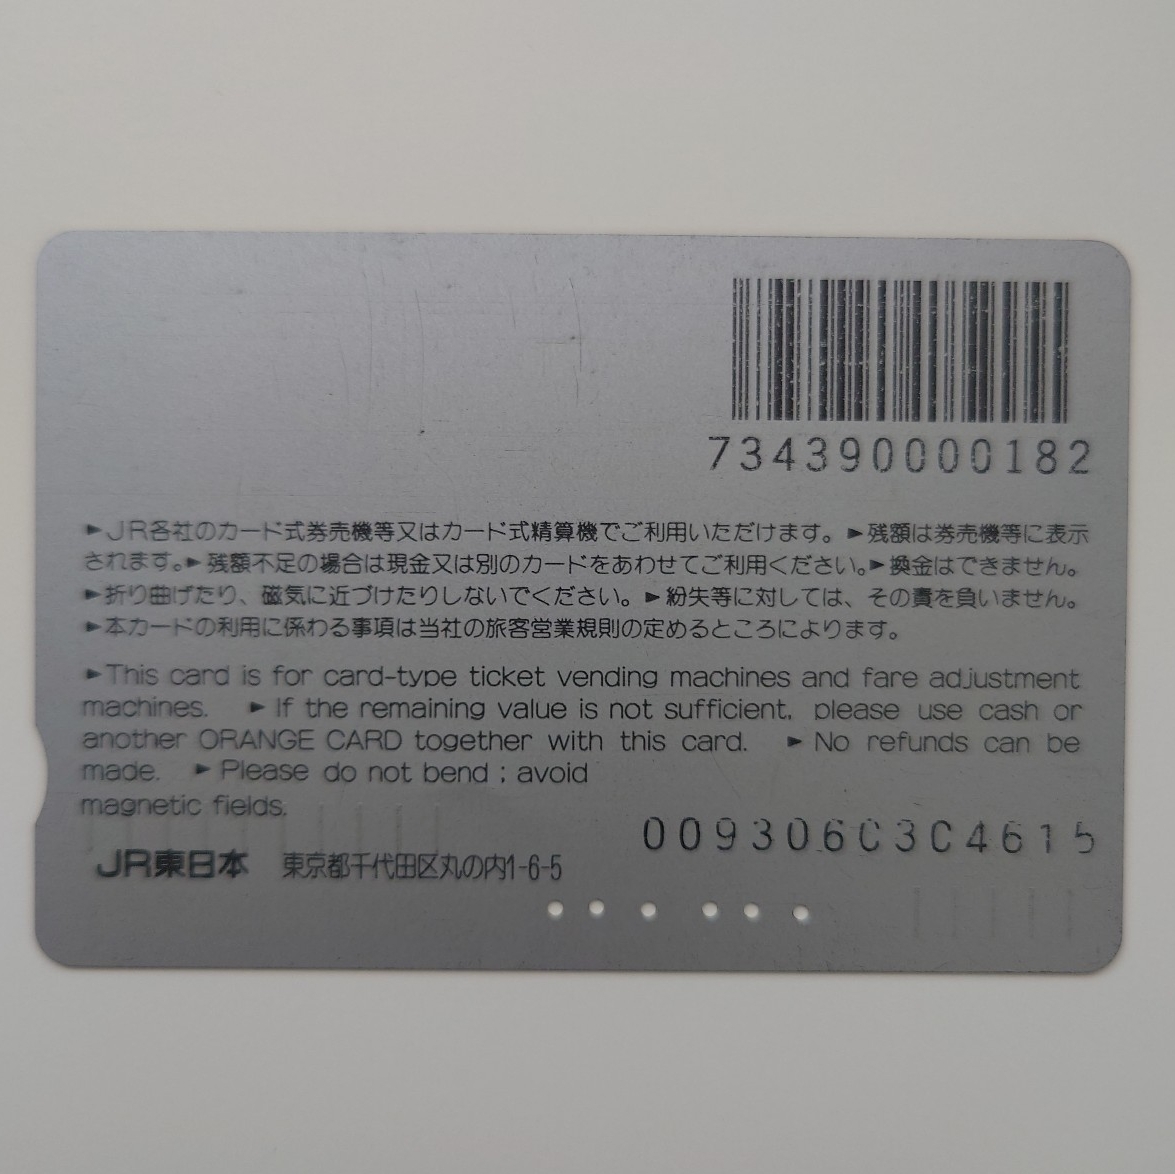 734390000182
►JR各社のカード式券売機等又はカード式精算機でご利用いただけます。►残額は券売機等に表示
されます。►残額不足の場合は現金又は別のカードをあわせてご利用ください。►換金はできません。
►折り曲げたり、磁気に近づけたりしないでください。►紛失等に対しては、その責を負いません。
►本カードの利用に係わる事項は当社の旅客営業規則の定めるところによります。
►This card is for card-type ticket vending machines and fare adjustment
machines. ►If the remaining value is not sufficient, please use cash or
another ORANGE CARD together with this card. ►No refunds can be
made. ►Please do not bend ; avoid
magnetic fields.
009306C3C4615
JR東日本 東京都千代田区丸の内1-6-5